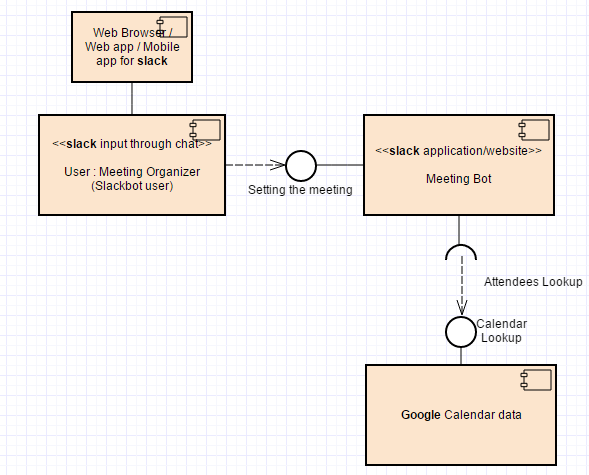 Web Browser /
Web app / Mobile
app for slack
<<slack input through chat>>
User : Meeting Organizer
(Slackbot user)
Setting the meeting
<<slack application/website>>
Meeting Bot
Attendees Lookup
Calendar
Lookup
Google Calendar data